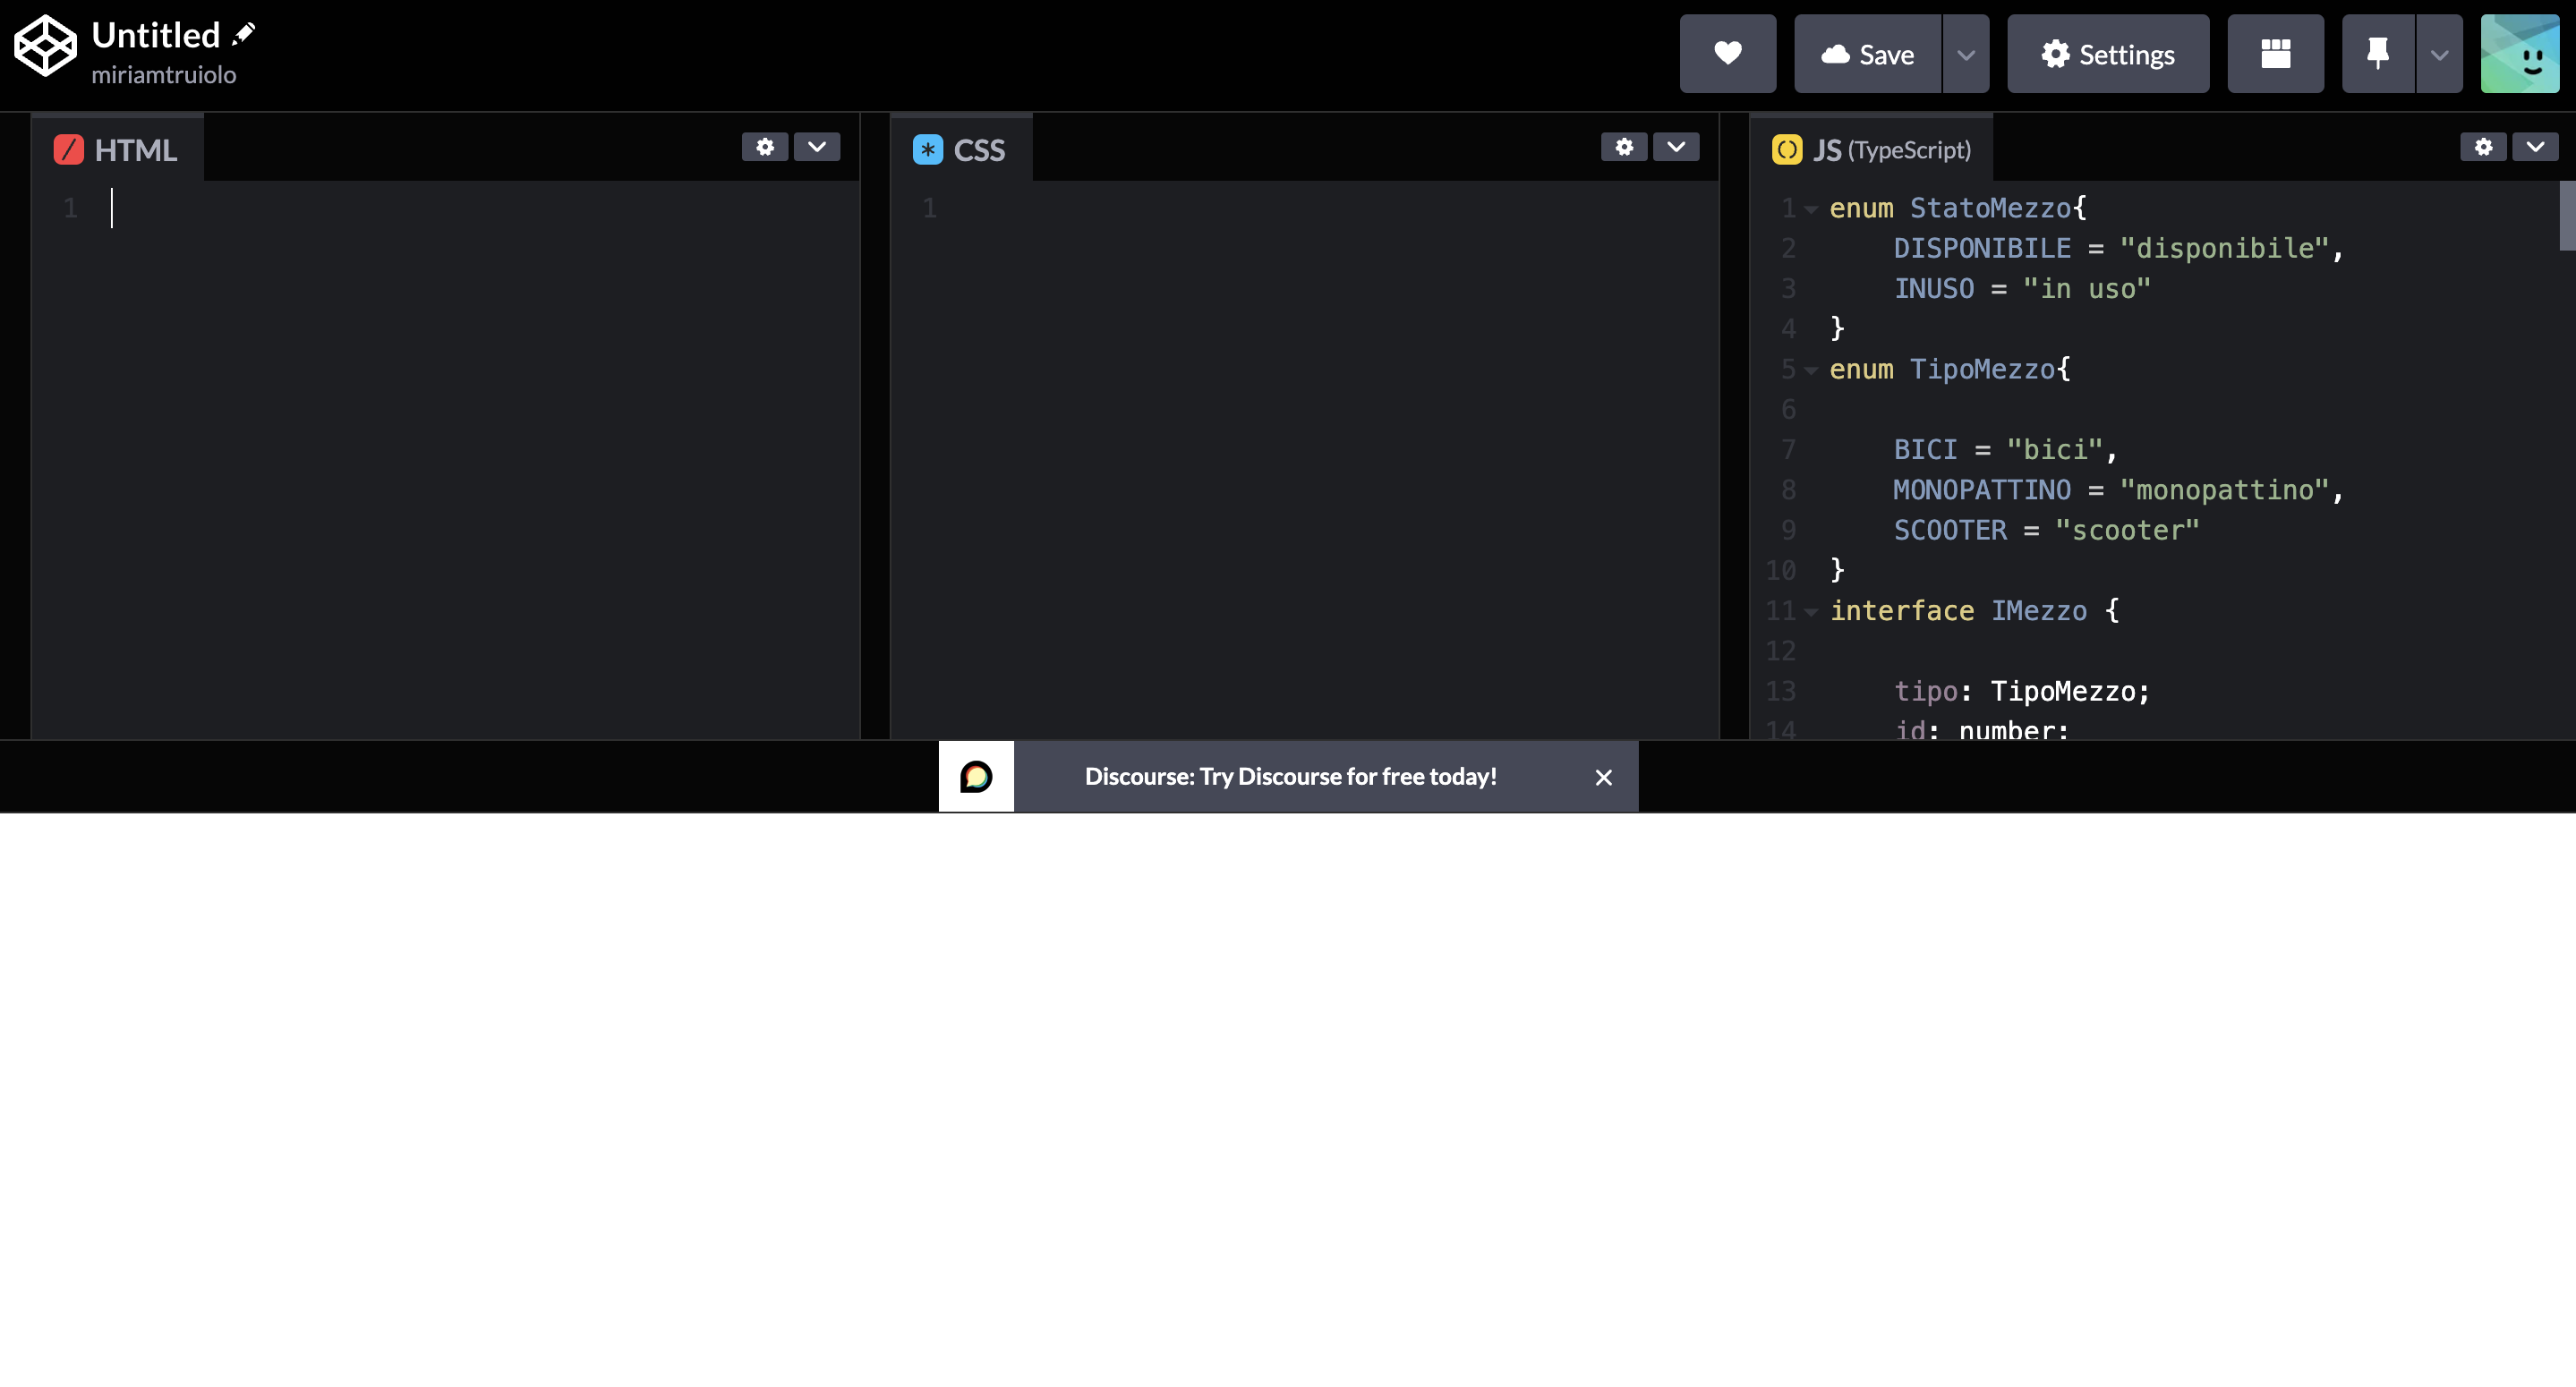 Untitled
miriamtruiolo
Save
Settings
HTML
1
CSS
1
JS (TypeScript)
1 enum StatoMezzo{
2 DISPONIBILE = "disponibile",
3 INUSO = "in uso"
4 }
5 enum TipoMezzo{
6
7 BICI = "bici",
8 MONOPATTINO = "monopattino",
9 SCOOTER = "scooter"
10 }
11 interface IMezzo {
12
13 tipo: TipoMezzo;
14 id: number;
Discourse: Try Discourse for free today!